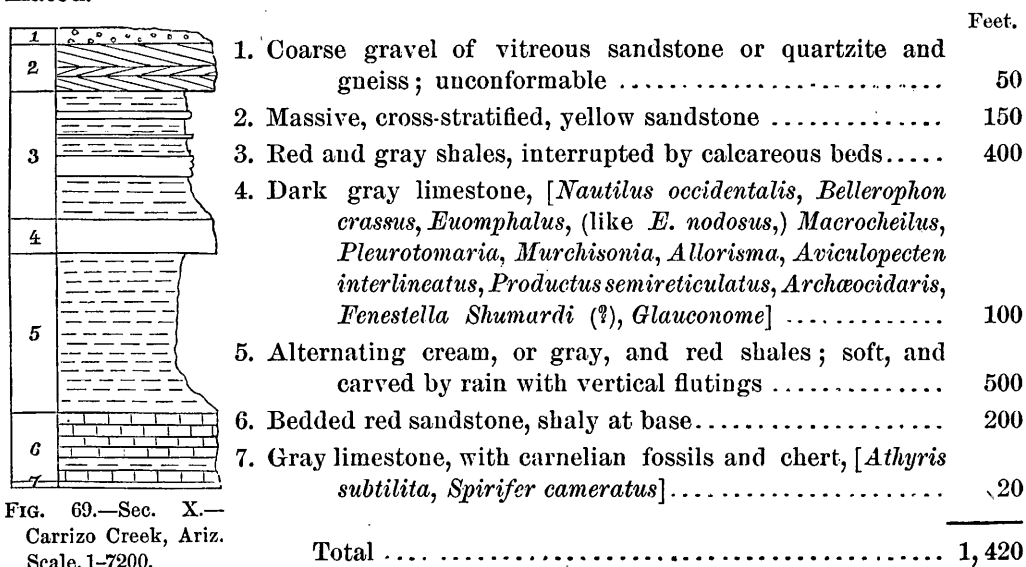 Feet.
1
2
3
4
5
6
7
FIG. 69.—Sec. X.—
Carrizo Creek, Ariz.
Scale, 1-7200.
1. Coarse gravel of vitreous sandstone or quartzite and
gneiss; unconformable .......................... 50
2. Massive, cross-stratified, yellow sandstone .............. 150
3. Red and gray shales, interrupted by calcareous beds..... 400
4. Dark gray limestone, [Nautilus occidentalis, Bellerophon
crassus, Euomphalus, (like E. nodosus,) Macrocheilus,
Pleurotomaria, Murchisonia, Allorisma, Aviculopecten
interlineatus, Productus semireticulatus, Archæocidaris,
Fenestella Shumardi (?), Glauconome] .............. 100
5. Alternating cream, or gray, and red shales; soft, and
carved by rain with vertical flutings .............. 500
6. Bedded red sandstone, shaly at base..................... 200
7. Gray limestone, with carnelian fossils and chert, [Athyris
subtilita, Spirifer cameratus]....................... 20
Total ............................................ 1,420